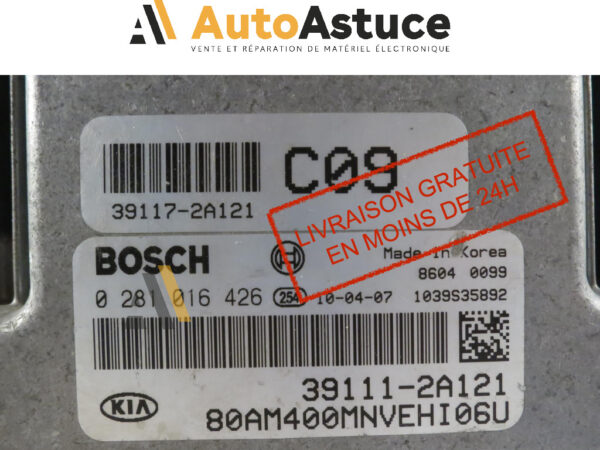 AutoAstuce
VENTE ET RÉPARATION DE MATÉRIEL ÉLECTRONIQUE
C09
39117-2A121
LIVRAISON GRATUITE
EN MOINS DE 24H
BOSCH
Made in Korea
8604 0099
0 281 016 426 254 10-04-07 1039S35892
39111-2A121
KIA
80AM400MNVEHI06U